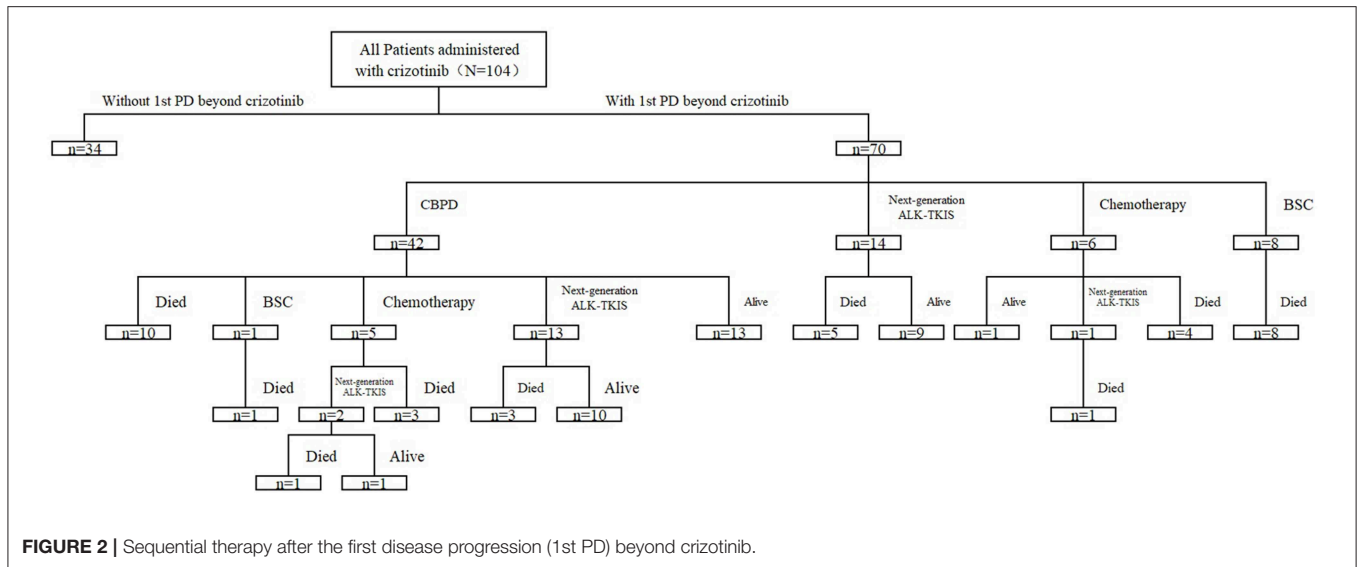 All Patients administered
with crizotinib（N=104）
Without 1st PD beyond crizotinib
With 1st PD beyond crizotinib
n=34
n=70
CBPD
Next-generation
ALK-TKIS
Chemotherapy
BSC
n=42
n=14
n=6
n=8
Died
BSC
Chemotherapy
Next-generation
ALK-TKIS
Alive
Died
Alive
Alive
Next-generation
ALK-TKIS
Died
Died
n=10
n=1
n=5
n=13
n=13
n=5
n=9
n=1
n=1
n=4
n=8
Died
Next-generation
ALK-TKIS
Died
Died
Alive
Died
n=1
n=2
n=3
n=3
n=10
n=1
Died
Alive
n=1
n=1
FIGURE 2 | Sequential therapy after the first disease progression (1st PD) beyond crizotinib.